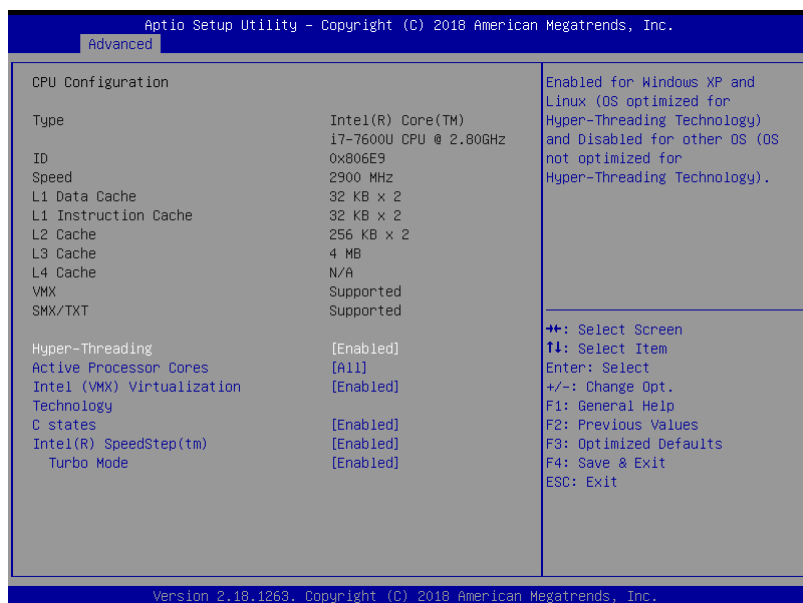 Aptio Setup Utility – Copyright (C) 2018 American Megatrends, Inc.
Advanced
CPU Configuration
Type Intel(R) Core(TM)
i7-7600U CPU @ 2.80GHz
ID 0x806E9
Speed 2900 MHz
L1 Data Cache 32 KB x 2
L1 Instruction Cache 32 KB x 2
L2 Cache 256 KB x 2
L3 Cache 4 MB
L4 Cache N/A
VMX Supported
SMX/TXT Supported
Hyper-Threading [Enabled]
Active Processor Cores [All]
Intel (VMX) Virtualization [Enabled]
Technology
C states [Enabled]
Intel(R) SpeedStep(tm) [Enabled]
Turbo Mode [Enabled]
Enabled for Windows XP and
Linux (OS optimized for
Hyper-Threading Technology)
and Disabled for other OS (OS
not optimized for
Hyper-Threading Technology).
→←: Select Screen
↑↓: Select Item
Enter: Select
+/-: Change Opt.
F1: General Help
F2: Previous Values
F3: Optimized Defaults
F4: Save & Exit
ESC: Exit
Version 2.18.1263. Copyright (C) 2018 American Megatrends, Inc.